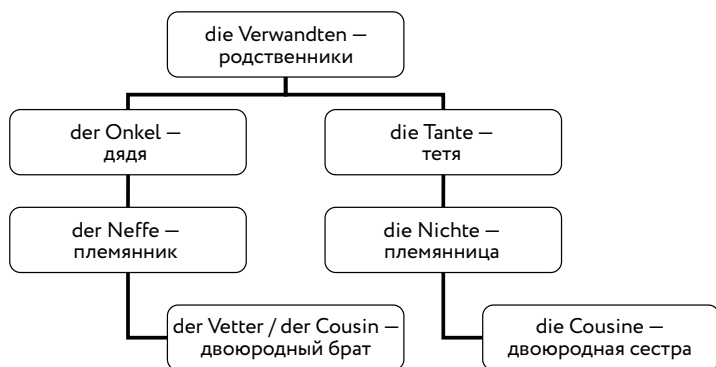 die Verwandten —
родственники
der Onkel —
дядя
die Tante —
тетя
der Neffe —
племянник
die Nichte —
племянница
der Vetter / der Cousin —
двоюродный брат
die Cousine —
двоюродная сестра